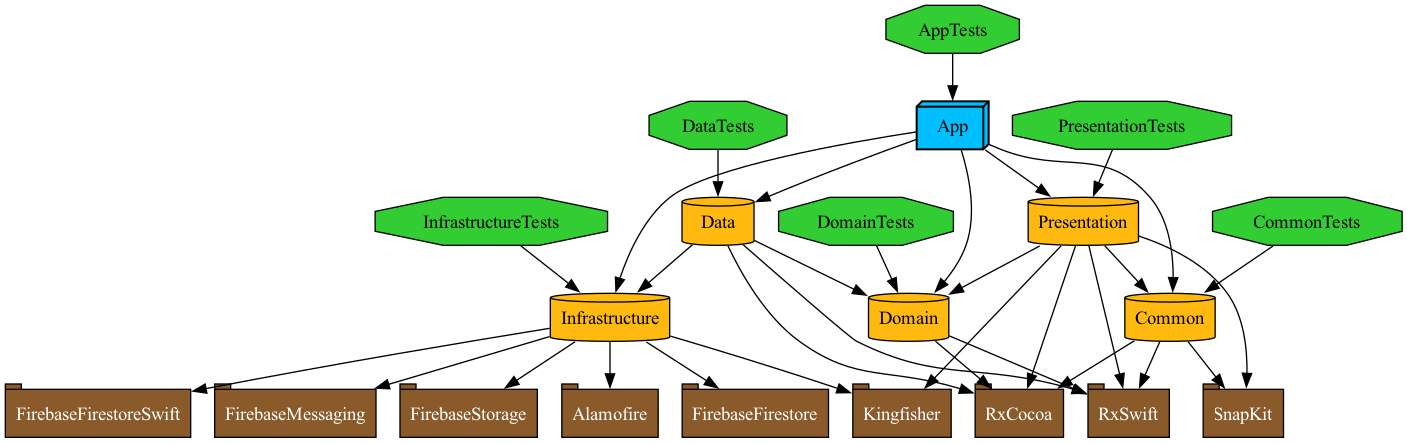 AppTests
DataTests
App
PresentationTests
InfrastructureTests
Data
DomainTests
Presentation
CommonTests
Infrastructure
Domain
Common
FirebaseFirestoreSwift
FirebaseMessaging
FirebaseStorage
Alamofire
FirebaseFirestore
Kingfisher
RxCocoa
RxSwift
SnapKit